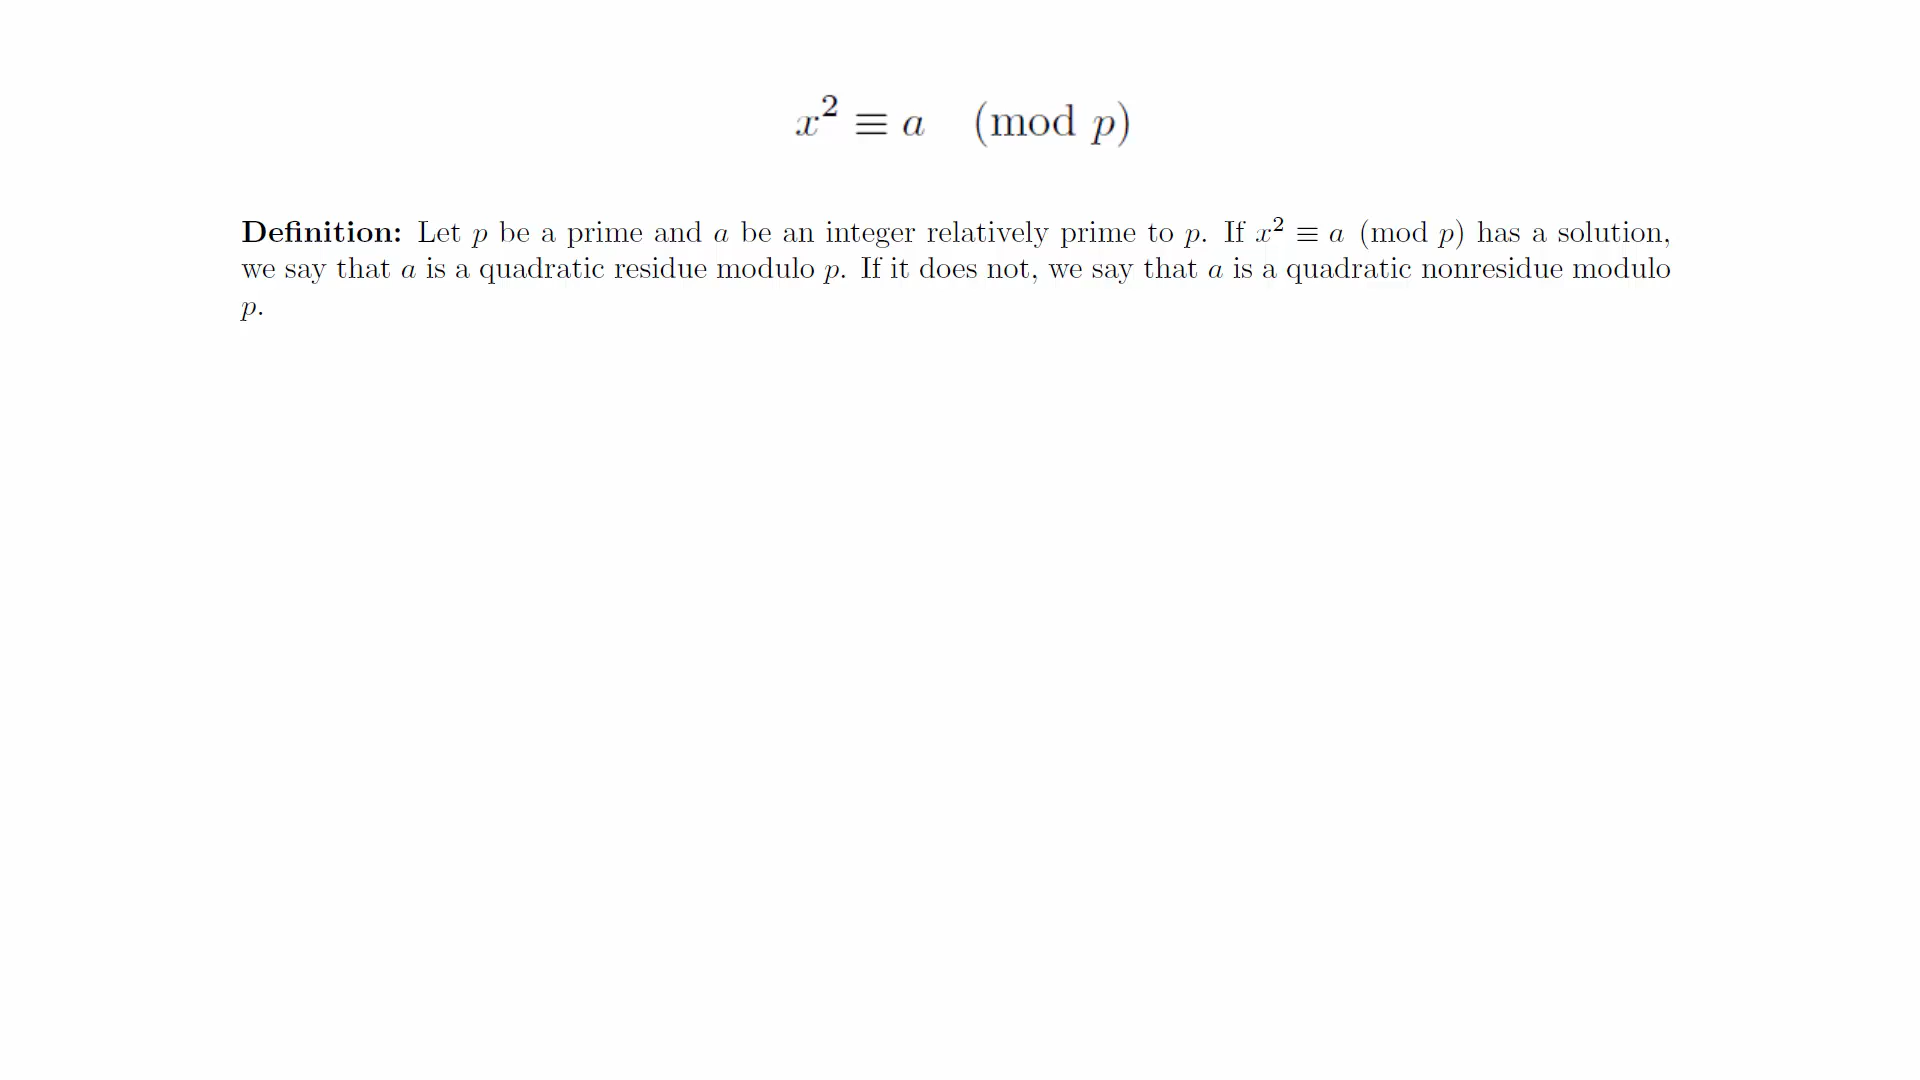 x² ≡ a (mod p)
Definition: Let p be a prime and a be an integer relatively prime to p. If x² ≡ a (mod p) has a solution,
we say that a is a quadratic residue modulo p. If it does not, we say that a is a quadratic nonresidue modulo
p.